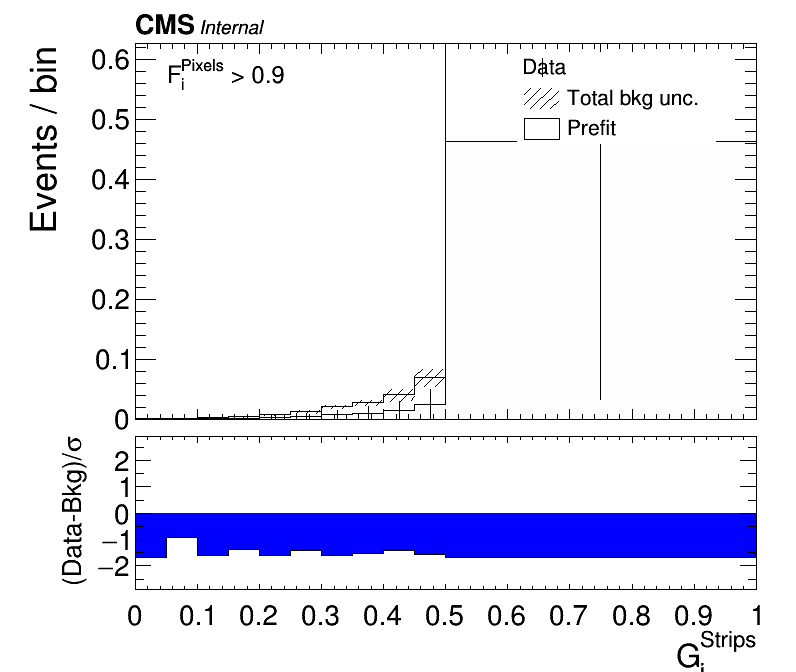 CMS Internal
F_i^Pixels > 0.9
Data
Total bkg unc.
Prefit
Events / bin
0.6
0.5
0.4
0.3
0.2
0.1
0
(Data-Bkg)/σ
2
1
0
−1
−2
0 0.1 0.2 0.3 0.4 0.5 0.6 0.7 0.8 0.9 1
G_i^Strips